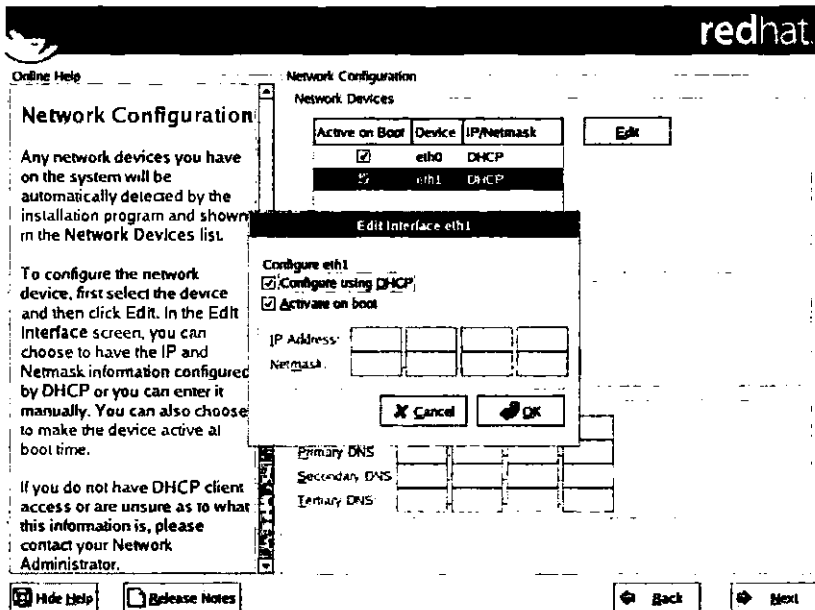 redhat.
Online Help
Network Configuration
Any network devices you have
on the system will be
automatically detected by the
installation program and shown
in the Network Devices list.
To configure the network
device, first select the device
and then click Edit. In the Edit
Interface screen, you can
choose to have the IP and
Netmask information configured
by DHCP or you can enter it
manually. You can also choose
to make the device active at
boot time.
If you do not have DHCP client
access or are unsure as to what
this information is, please
contact your Network
Administrator.
Network Configuration
Network Devices
Active on Boot Device IP/Netmask
eth0 DHCP
eth1 DHCP
Edit
Edit Interface eth1
Configure eth1
Configure using DHCP
Activate on boot
IP Address:
Netmask:
Cancel
OK
Primary DNS
Secondary DNS
Tertiary DNS
Hide Help
Release Notes
Back
Next